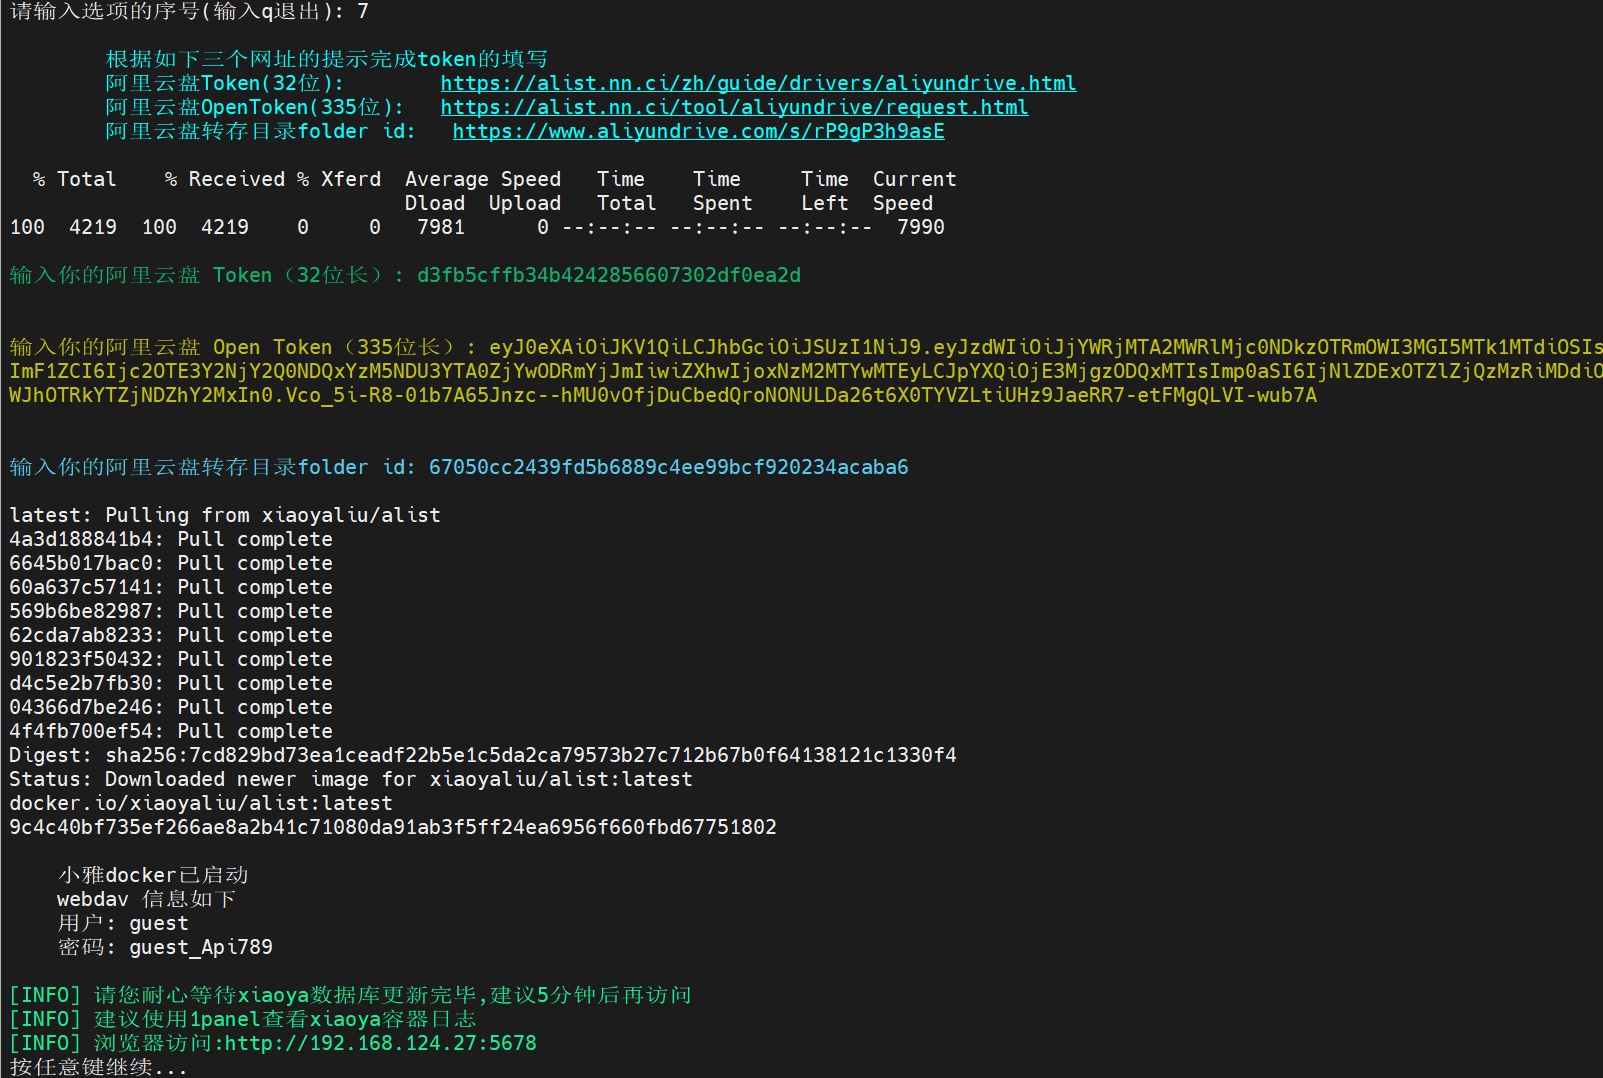 请输入选项的序号(输入q退出): 7
根据如下三个网址的提示完成token的填写
阿里云盘Token(32位): https://alist.nn.ci/zh/guide/drivers/aliyundrive.html
阿里云盘OpenToken(335位): https://alist.nn.ci/tool/aliyundrive/request.html
阿里云盘转存目录folder id: https://www.aliyundrive.com/s/rP9gP3h9asE
% Total % Received % Xferd Average Speed Time Time Time Current
Dload Upload Total Spent Left Speed
100 4219 100 4219 0 0 7981 0 --:--:-- --:--:-- --:--:-- 7990
输入你的阿里云盘 Token（32位长）: d3fb5cffb34b4242856607302df0ea2d
输入你的阿里云盘 Open Token（335位长）: eyJ0eXAiOiJKV1QiLCJhbGciOiJSUzI1NiJ9.eyJzdWIiOiJjYWRjMTA2MWRlMjc0NDkzOTRmOWI3MGI5MTk1MTdiOSIs
ImF1ZCI6Ijc2OTE3Y2NjY2Q0NDQxYzM5NDU3YTA0ZjYwODRmYjJmIiwiZXhwIjoxNzM2MTYwMTEyLCJpYXQiOjE3MjgzODQxMTIsImp0aSI6IjNlZDExOTZlZjQzMzRiMDdiO
WJhOTRkYTZjNDZhY2MxIn0.Vco_5i-R8-01b7A65Jnzc--hMU0vOfjDuCbedQroNONULDa26t6X0TYVZLtiUHz9JaeRR7-etFMgQLVI-wub7A
输入你的阿里云盘转存目录folder id: 67050cc2439fd5b6889c4ee99bcf920234acaba6
latest: Pulling from xiaoyaliu/alist
4a3d188841b4: Pull complete
6645b017bac0: Pull complete
60a637c57141: Pull complete
569b6be82987: Pull complete
62cda7ab8233: Pull complete
901823f50432: Pull complete
d4c5e2b7fb30: Pull complete
04366d7be246: Pull complete
4f4fb700ef54: Pull complete
Digest: sha256:7cd829bd73ea1ceadf22b5e1c5da2ca79573b27c712b67b0f64138121c1330f4
Status: Downloaded newer image for xiaoyaliu/alist:latest
docker.io/xiaoyaliu/alist:latest
9c4c40bf735ef266ae8a2b41c71080da91ab3f5ff24ea6956f660fbd67751802
小雅docker已启动
webdav 信息如下
用户: guest
密码: guest_Api789
[INFO] 请您耐心等待xiaoya数据库更新完毕,建议5分钟后再访问
[INFO] 建议使用1panel查看xiaoya容器日志
[INFO] 浏览器访问:http://192.168.124.27:5678
按任意键继续...